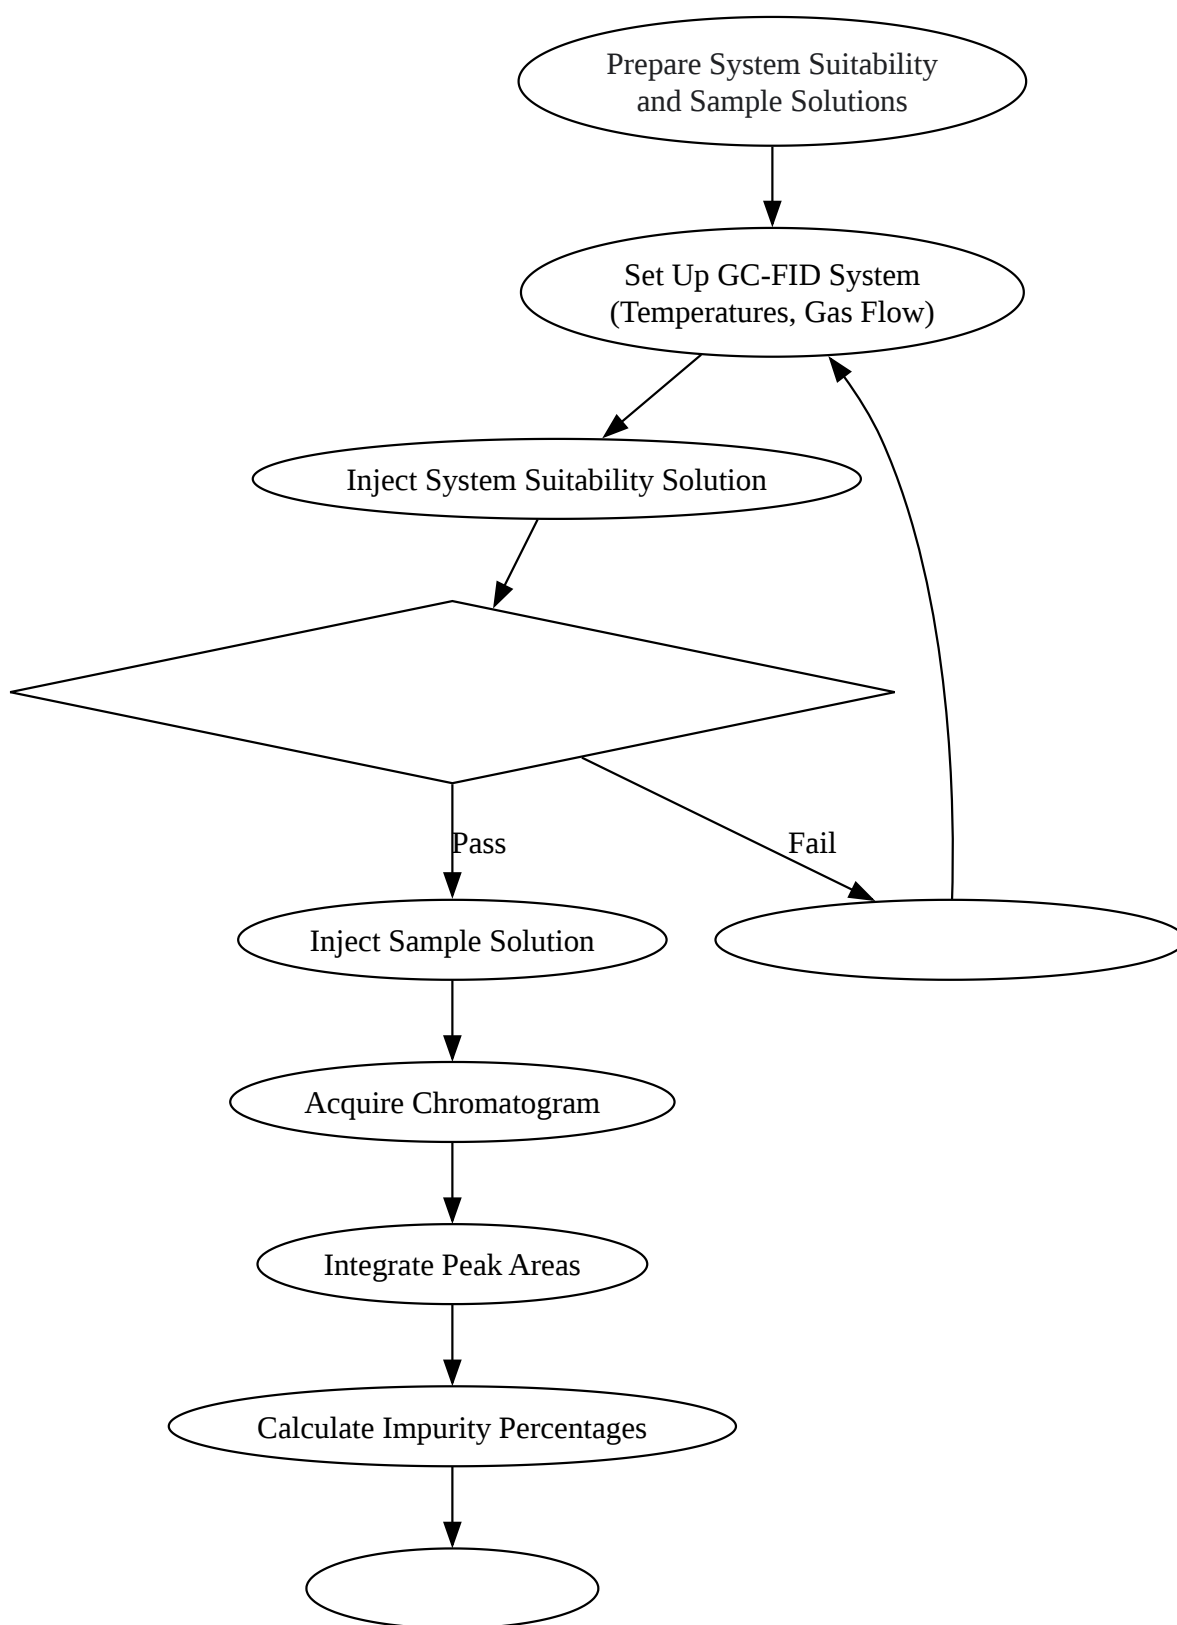 Prepare System Suitability
and Sample Solutions
Set Up GC-FID System
(Temperatures, Gas Flow)
Inject System Suitability Solution
Pass
Fail
Inject Sample Solution
Acquire Chromatogram
Integrate Peak Areas
Calculate Impurity Percentages